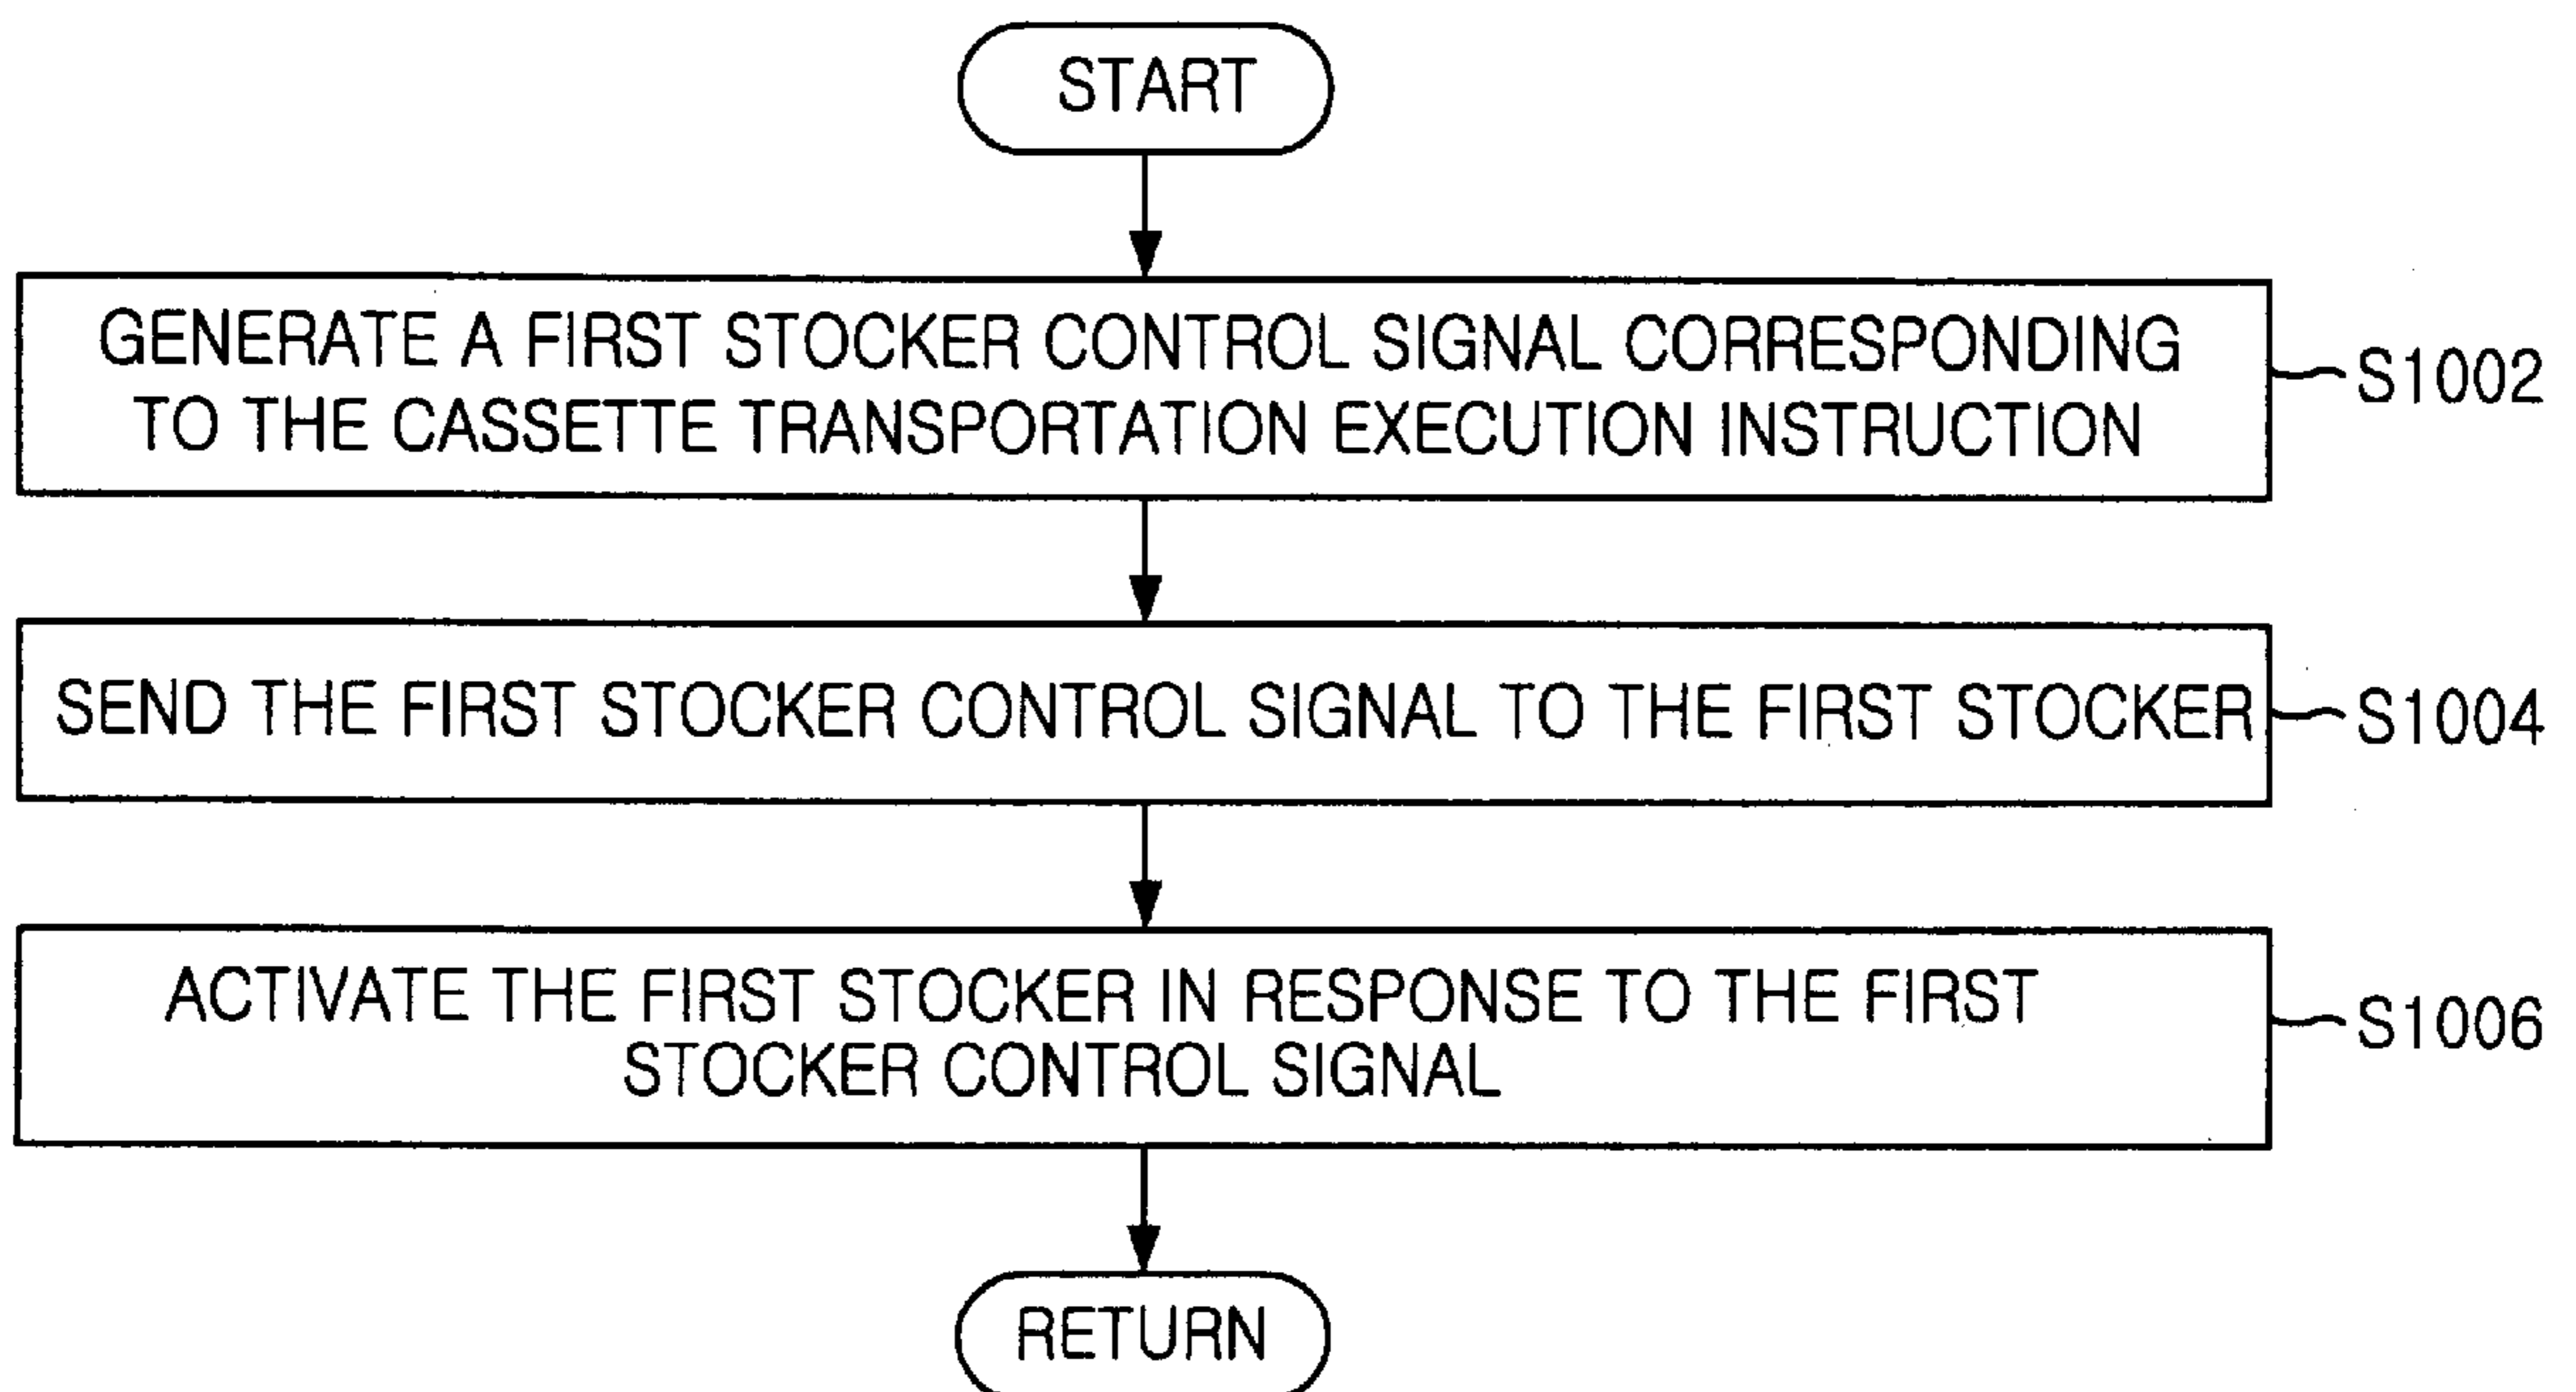 START
GENERATE A FIRST STOCKER CONTROL SIGNAL CORRESPONDING
TO THE CASSETTE TRANSPORTATION EXECUTION INSTRUCTION
S1002
SEND THE FIRST STOCKER CONTROL SIGNAL TO THE FIRST STOCKER
S1004
ACTIVATE THE FIRST STOCKER IN RESPONSE TO THE FIRST
STOCKER CONTROL SIGNAL
S1006
RETURN